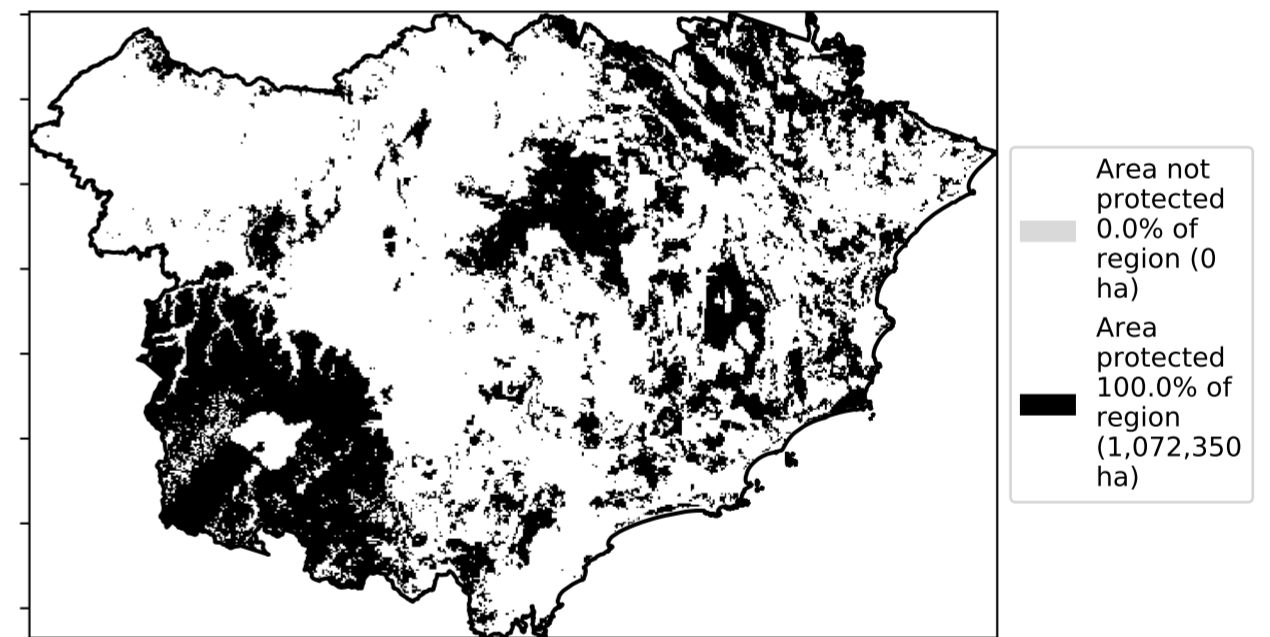 Area not
protected
0.0% of
region (0
ha)
Area
protected
100.0% of
region
(1,072,350
ha)